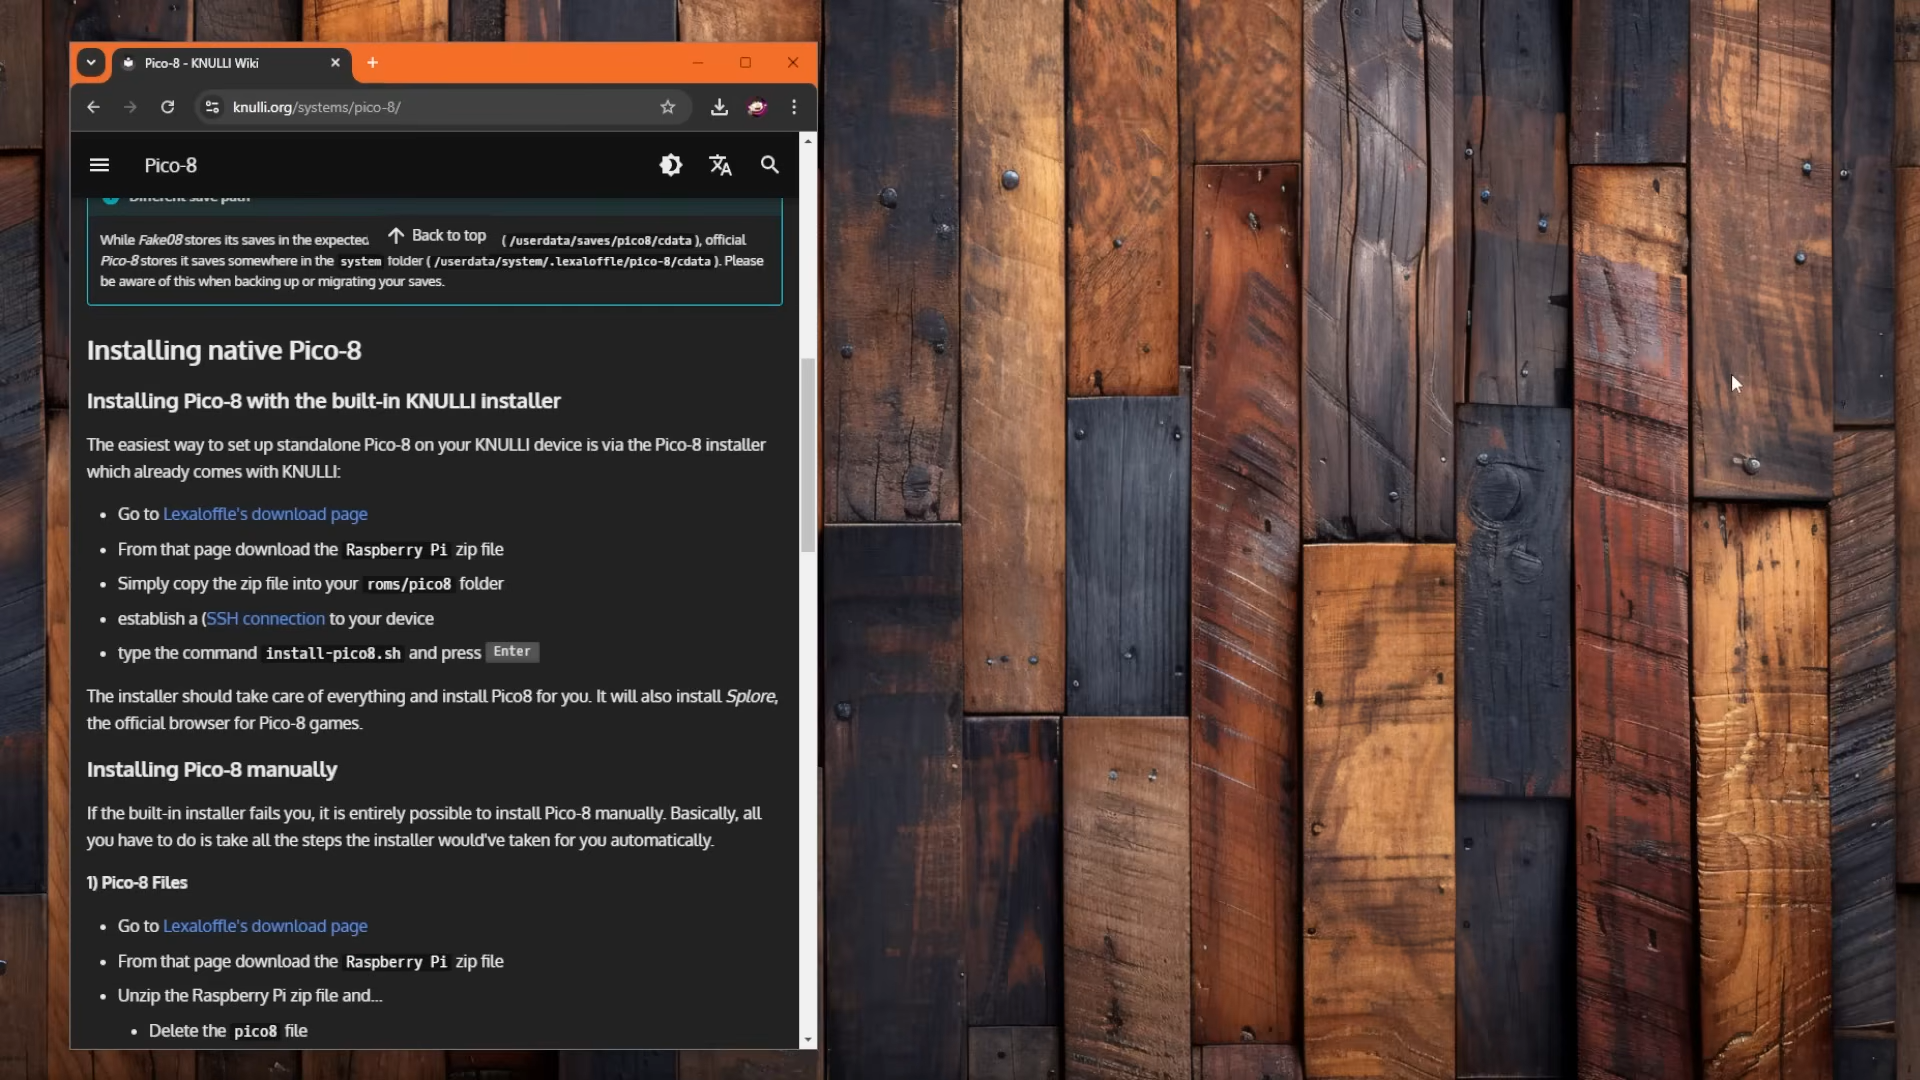 Pico-8 - KNULLI Wiki
knulli.org/systems/pico-8/
Pico-8
Different save path
Back to top
While Fake08 stores its saves in the expected ( /userdata/saves/pico8/cdata ), official
Pico-8 stores it saves somewhere in the system folder ( /userdata/system/.lexaloffle/pico-8/cdata ). Please
be aware of this when backing up or migrating your saves.
Installing native Pico-8
Installing Pico-8 with the built-in KNULLI installer
The easiest way to set up standalone Pico-8 on your KNULLI device is via the Pico-8 installer
which already comes with KNULLI:
• Go to Lexaloffle's download page
• From that page download the Raspberry Pi zip file
• Simply copy the zip file into your roms/pico8 folder
• establish a (SSH connection to your device
• type the command install-pico8.sh and press Enter
The installer should take care of everything and install Pico8 for you. It will also install Splore,
the official browser for Pico-8 games.
Installing Pico-8 manually
If the built-in installer fails you, it is entirely possible to install Pico-8 manually. Basically, all
you have to do is take all the steps the installer would've taken for you automatically.
1) Pico-8 Files
• Go to Lexaloffle's download page
• From that page download the Raspberry Pi zip file
• Unzip the Raspberry Pi zip file and...
• Delete the pico8 file